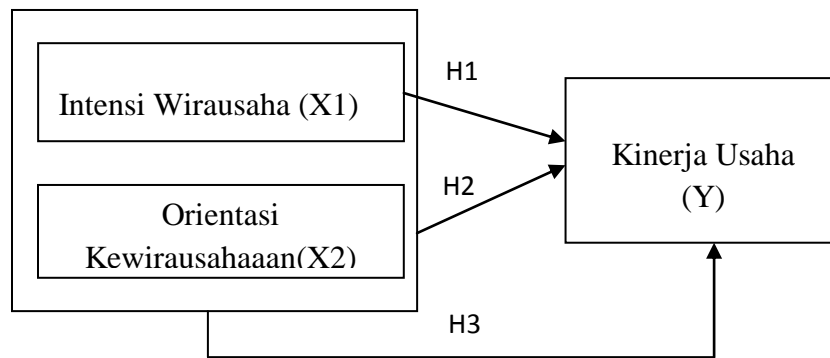 H1
Intensi Wirausaha (X1)
Kinerja Usaha
(Y)
H2
Orientasi
Kewirausahaaan(X2)
H3